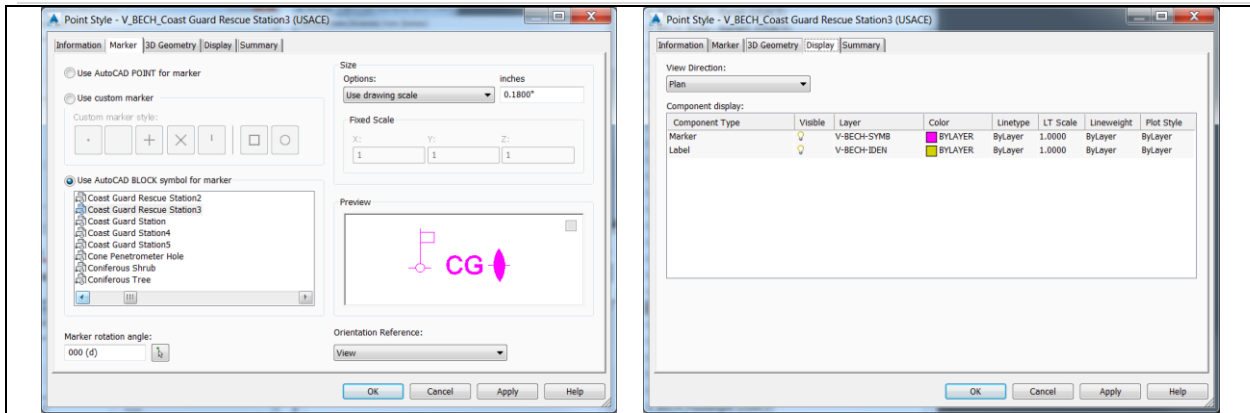 Point Style - V_BECH_Coast Guard Rescue Station3 (USACE)
Information Marker 3D Geometry Display Summary
Use AutoCAD POINT for marker
Use custom marker
Custom marker style:
Use AutoCAD BLOCK symbol for marker
Coast Guard Rescue Station2
Coast Guard Rescue Station3
Coast Guard Station
Coast Guard Station4
Coast Guard Station5
Cone Penetrometer Hole
Coniferous Shrub
Coniferous Tree
Marker rotation angle:
000 (d)
Size
Options: inches
Use drawing scale 0.1800"
Fixed Scale
X: Y: Z:
1 1 1
Preview
CG
Orientation Reference:
View
OK Cancel Apply Help
Point Style - V_BECH_Coast Guard Rescue Station3 (USACE)
Information Marker 3D Geometry Display Summary
View Direction:
Plan
Component display:
Component Type Visible Layer Color Linetype LT Scale Lineweight Plot Style
Marker V-BECH-SYMB BYLAYER ByLayer 1.0000 ByLayer ByLayer
Label V-BECH-IDEN BYLAYER ByLayer 1.0000 ByLayer ByLayer
OK Cancel Apply Help